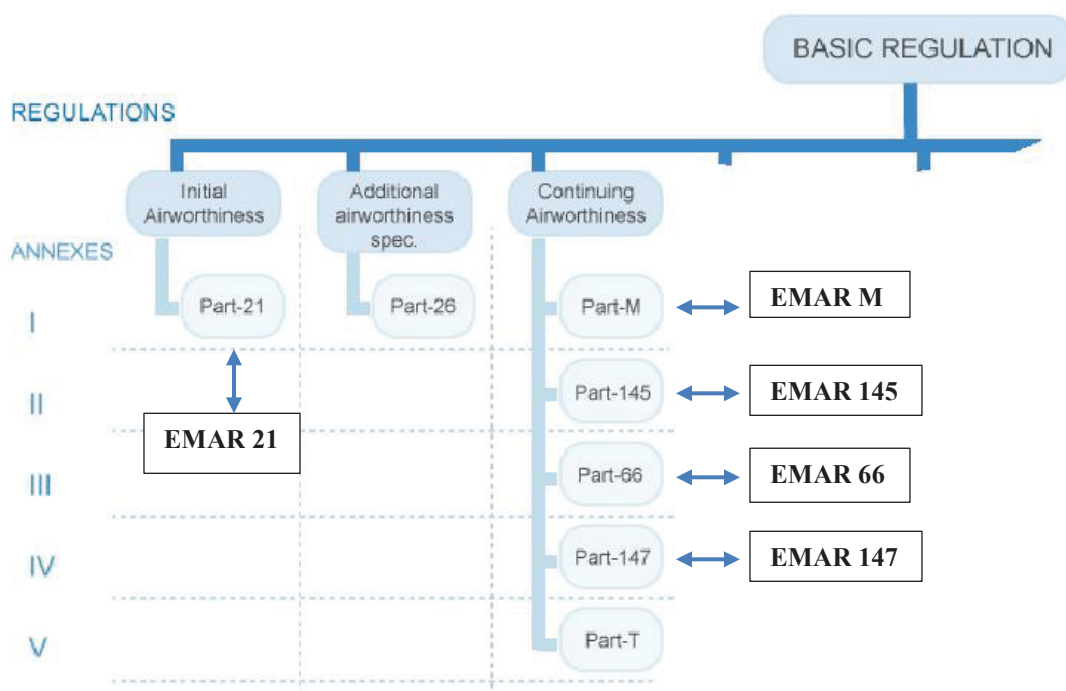 BASIC REGULATION
REGULATIONS
Initial
Airworthiness
Additional
airworthiness
spec.
Continuing
Airworthiness
ANNEXES
I
Part-21
Part-26
Part-M
EMAR M
II
Part-145
EMAR 145
EMAR 21
III
Part-66
EMAR 66
IV
Part-147
EMAR 147
V
Part-T